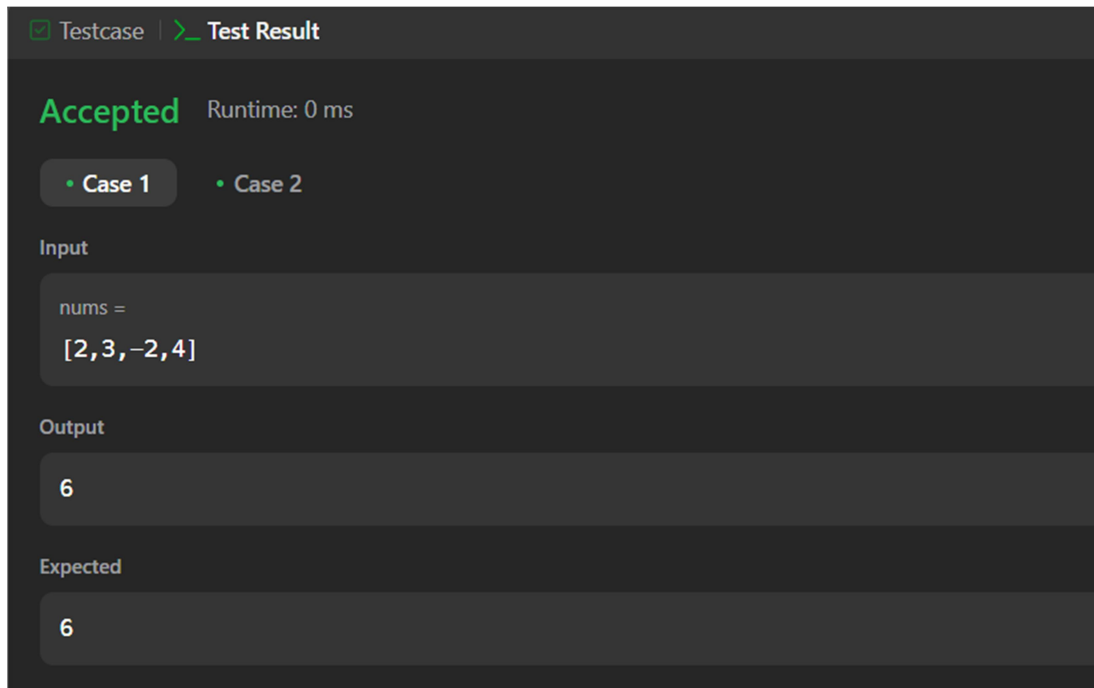 Testcase | >_ Test Result
Accepted Runtime: 0 ms
• Case 1 • Case 2
Input
nums =
[2,3,-2,4]
Output
6
Expected
6